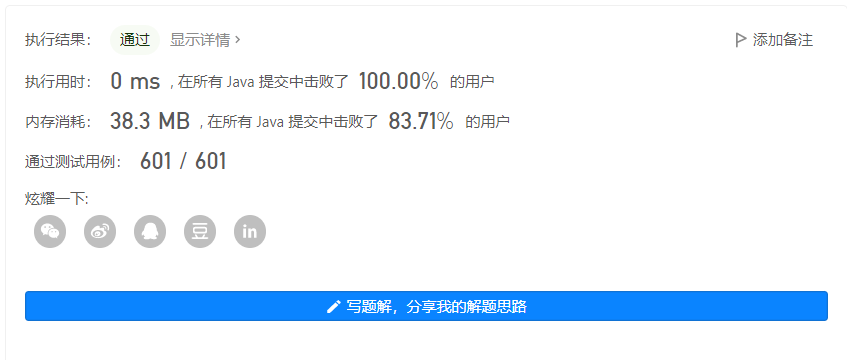 执行结果： 通过 显示详情 › 添加备注
执行用时： 0 ms , 在所有 Java 提交中击败了 100.00% 的用户
内存消耗： 38.3 MB , 在所有 Java 提交中击败了 83.71% 的用户
通过测试用例： 601 / 601
炫耀一下:
豆 in
写题解，分享我的解题思路